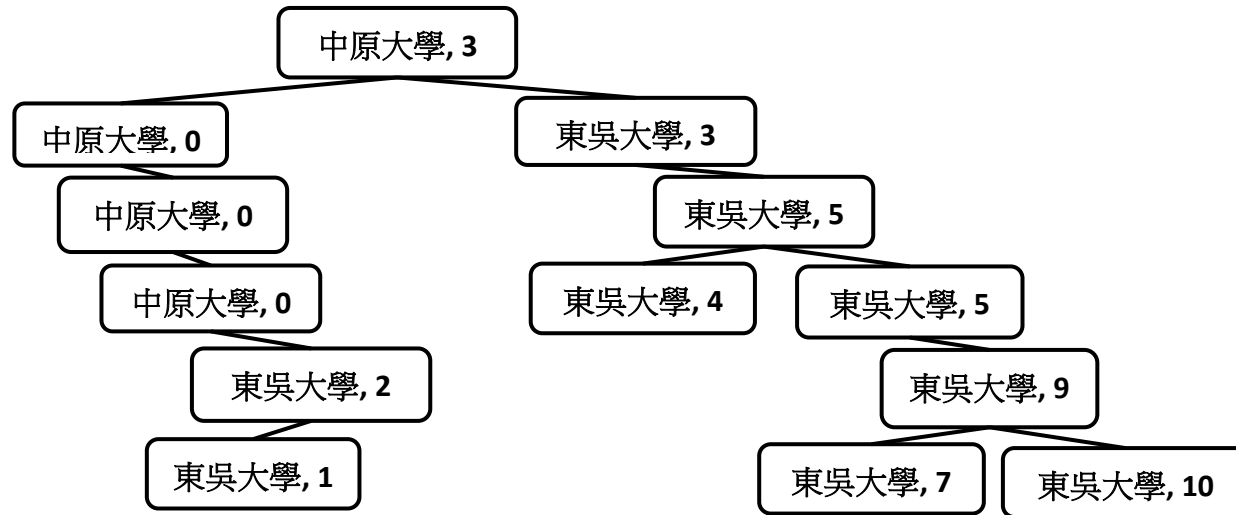 中原大學, 3
中原大學, 0
東吳大學, 3
中原大學, 0
東吳大學, 5
中原大學, 0
東吳大學, 4
東吳大學, 5
東吳大學, 2
東吳大學, 9
東吳大學, 1
東吳大學, 7
東吳大學, 10